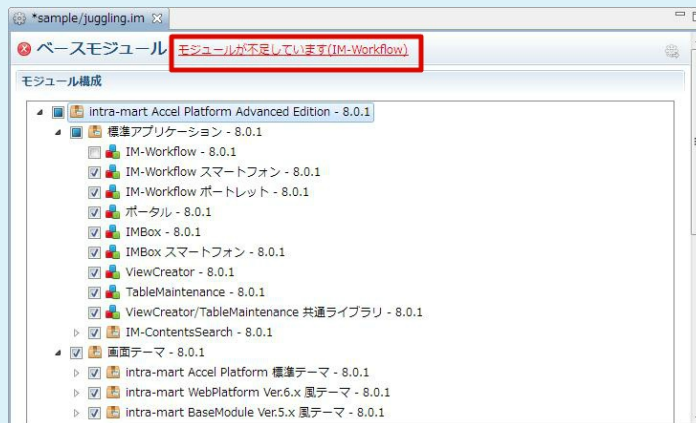 *sample/juggling.im
ベースモジュール モジュールが不足しています(IM-Workflow)
モジュール構成
intra-mart Accel Platform Advanced Edition - 8.0.1
標準アプリケーション - 8.0.1
IM-Workflow - 8.0.1
IM-Workflow スマートフォン - 8.0.1
IM-Workflow ポートレット - 8.0.1
ポータル - 8.0.1
IMBox - 8.0.1
IMBox スマートフォン - 8.0.1
ViewCreator - 8.0.1
TableMaintenance - 8.0.1
ViewCreator/TableMaintenance 共通ライブラリ - 8.0.1
IM-ContentsSearch - 8.0.1
画面テーマ - 8.0.1
intra-mart Accel Platform 標準テーマ - 8.0.1
intra-mart WebPlatform Ver.6.x 風テーマ - 8.0.1
intra-mart BaseModule Ver.5.x 風テーマ - 8.0.1